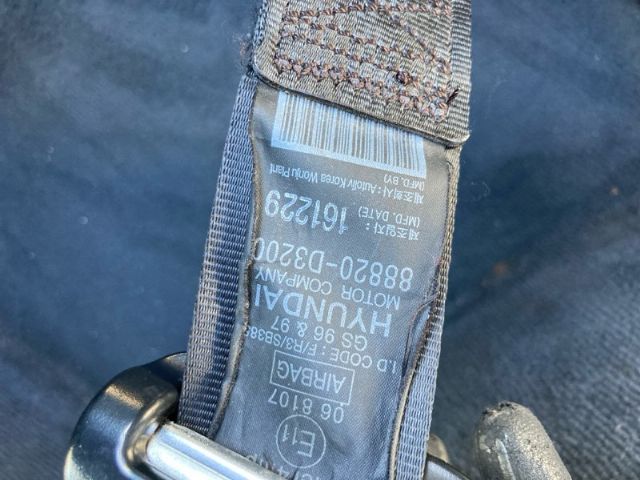 E11
06 8107
AIRBAG
I.D CODE : F/R3/SB38
GS 96 & 97
HYUNDAI
MOTOR COMPANY
88820-D3200
제조일자 : 161229
(MFD. DATE)
제조회사 : Autoliv Korea Wonju Plant
(MFD. BY)